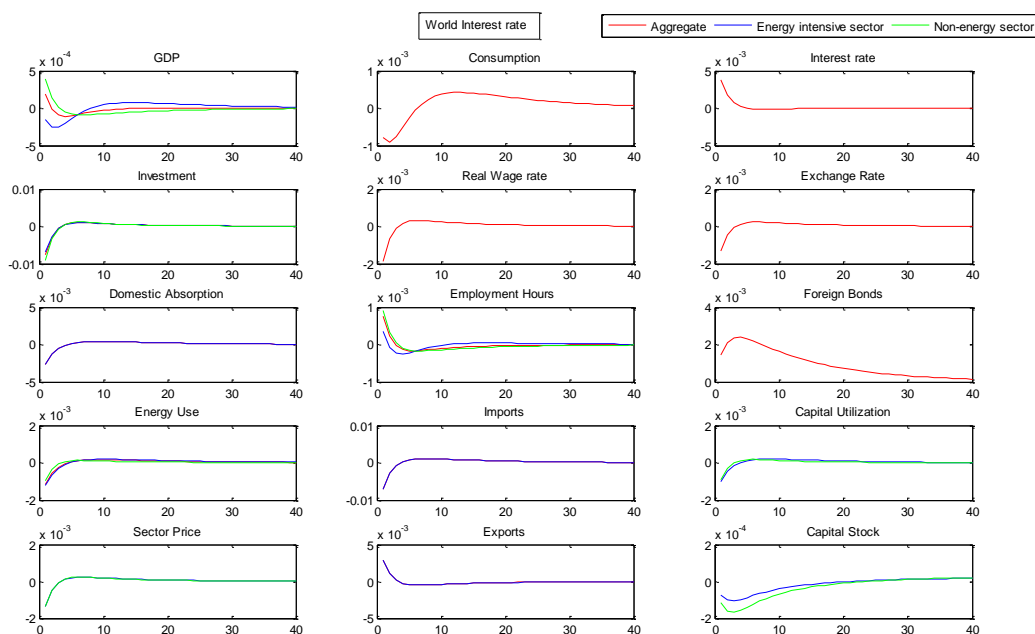 World Interest rate
Aggregate Energy intensive sector Non-energy sector
GDP
x 10^-4
5
0
-5
0 10 20 30 40
Consumption
x 10^-3
1
0
-1
0 10 20 30 40
Interest rate
x 10^-3
5
0
-5
0 10 20 30 40
Investment
0.01
0
-0.01
0 10 20 30 40
Real Wage rate
x 10^-3
2
0
-2
0 10 20 30 40
Exchange Rate
x 10^-3
2
0
-2
0 10 20 30 40
Domestic Absorption
x 10^-3
5
0
-5
0 10 20 30 40
Employment Hours
x 10^-3
1
0
-1
0 10 20 30 40
Foreign Bonds
x 10^-3
4
2
0
0 10 20 30 40
Energy Use
x 10^-3
2
0
-2
0 10 20 30 40
Imports
0.01
0
-0.01
0 10 20 30 40
Capital Utilization
x 10^-3
2
0
-2
0 10 20 30 40
Sector Price
x 10^-3
2
0
-2
0 10 20 30 40
Exports
x 10^-3
5
0
-5
0 10 20 30 40
Capital Stock
x 10^-4
2
0
-2
0 10 20 30 40